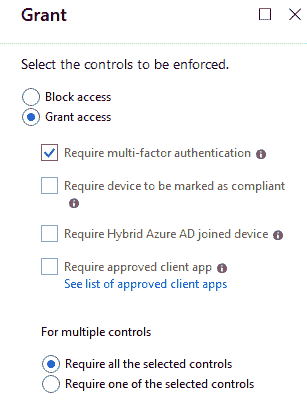 Grant
Select the controls to be enforced.
Block access
Grant access
Require multi-factor authentication
Require device to be marked as compliant
Require Hybrid Azure AD joined device
Require approved client app
See list of approved client apps
For multiple controls
Require all the selected controls
Require one of the selected controls